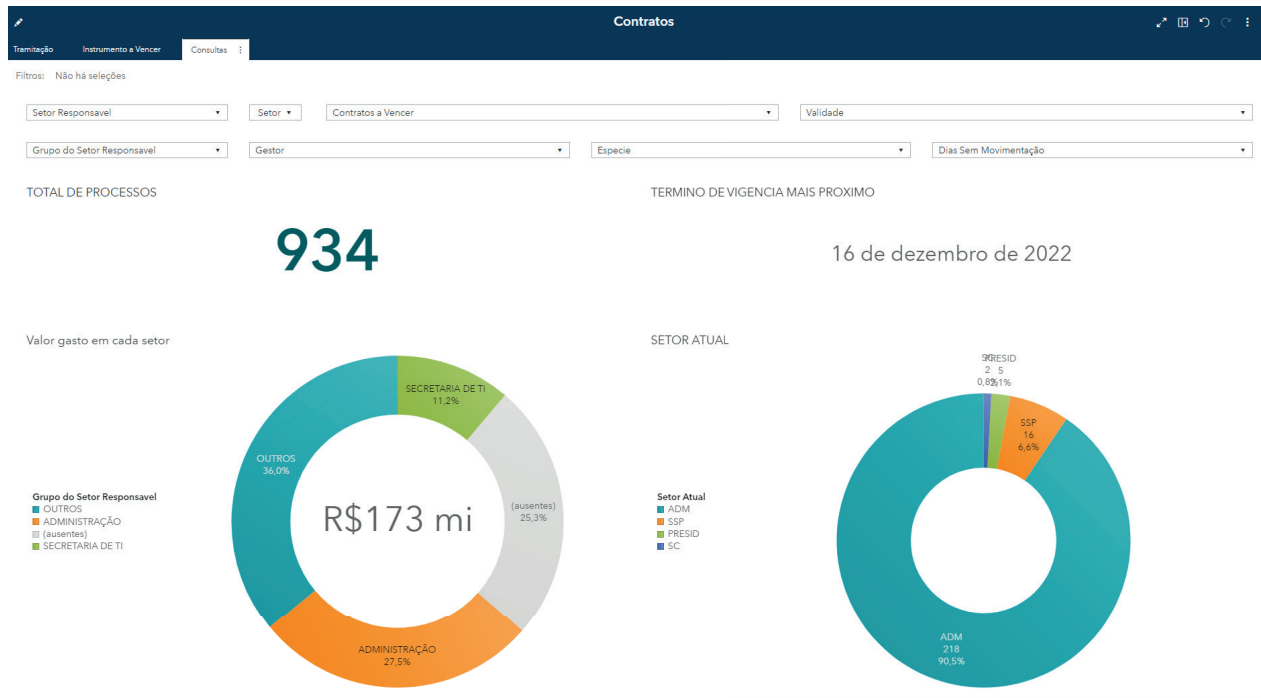 Contratos
Tramitação
Instrumento a Vencer
Consultas
Filtros: Não há seleções
Setor Responsavel
Setor
Contratos a Vencer
Validade
Grupo do Setor Responsavel
Gestor
Especie
Dias Sem Movimentação
TOTAL DE PROCESSOS
934
TERMINO DE VIGENCIA MAIS PROXIMO
16 de dezembro de 2022
Valor gasto em cada setor
SECRETARIA DE TI
11,2%
OUTROS
36,0%
(ausentes)
25,3%
R$173 mi
ADMINISTRAÇÃO
27,5%
Grupo do Setor Responsavel
OUTROS
ADMINISTRAÇÃO
(ausentes)
SECRETARIA DE TI
SETOR ATUAL
SC
2
0,8%
PRESID
5
2,1%
SSP
16
6,6%
ADM
218
90,5%
Setor Atual
ADM
SSP
PRESID
SC